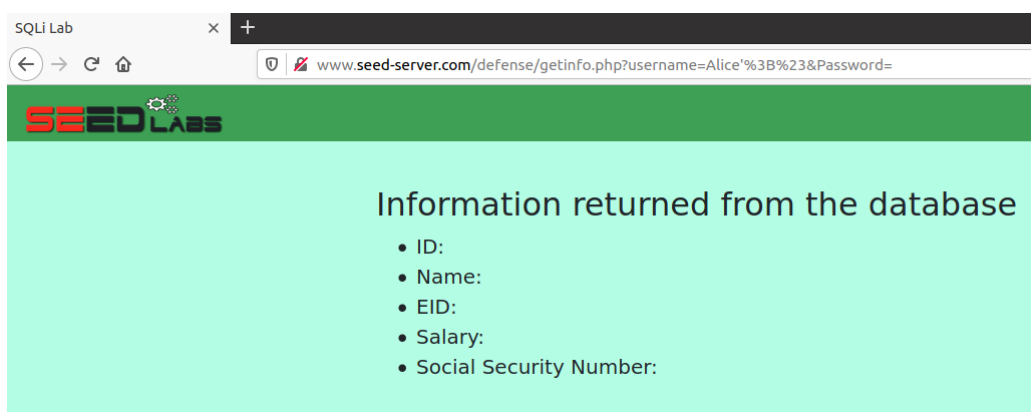 SQLi Lab
www.seed-server.com/defense/getinfo.php?username=Alice'%3B%23&Password=
SEED LABS
Information returned from the database
• ID:
• Name:
• EID:
• Salary:
• Social Security Number: